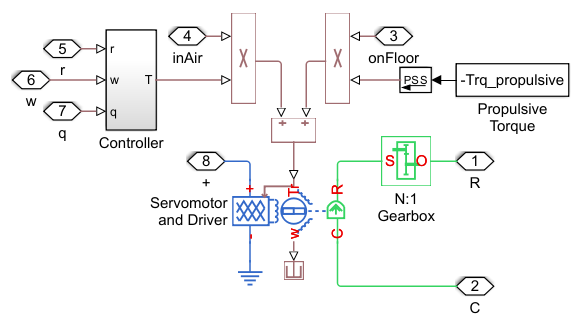 5
r
6
w
7
q
r
w
q
T
Controller
4
inAir
X
X
3
onFloor
PSS
-Trq_propulsive
Propulsive
Torque
+
+
8
+
+
Servomotor
and Driver
-
Tr
w
R
C
S
O
N:1
Gearbox
1
R
2
C